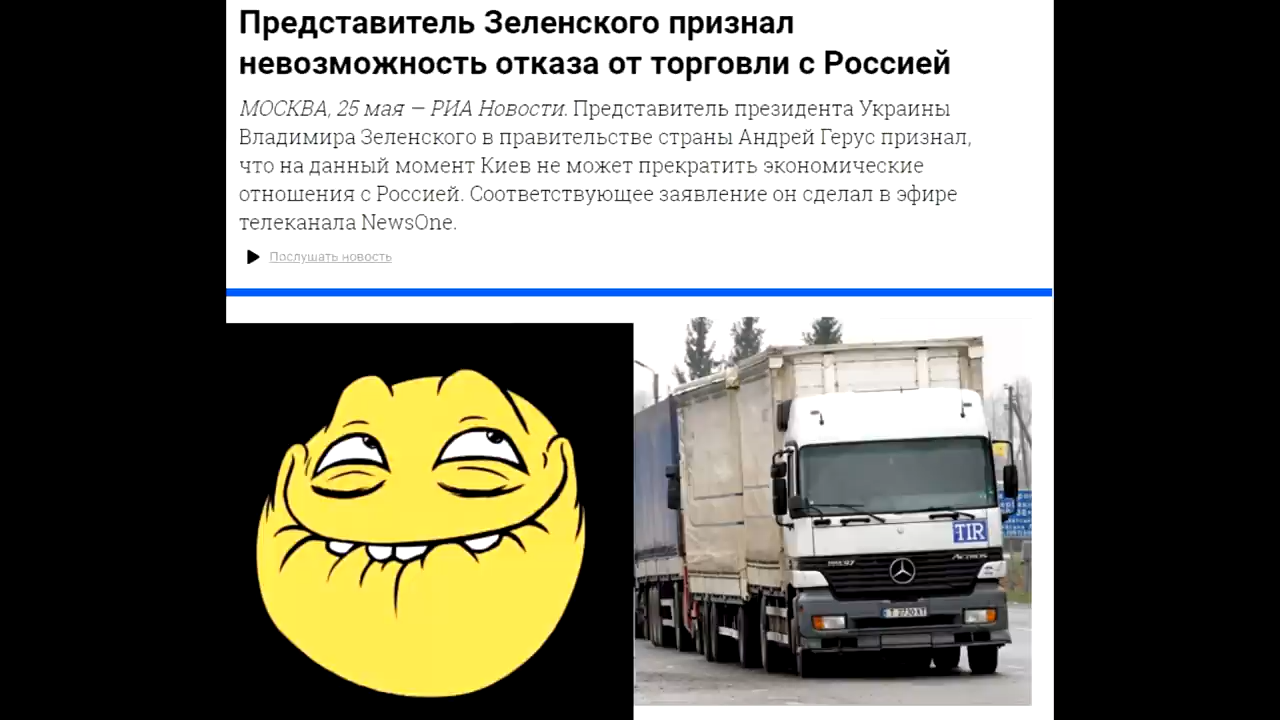 Представитель Зеленского признал
невозможность отказа от торговли с Россией
МОСКВА, 25 мая — РИА Новости. Представитель президента Украины
Владимира Зеленского в правительстве страны Андрей Герус признал,
что на данный момент Киев не может прекратить экономические
отношения с Россией. Соответствующее заявление он сделал в эфире
телеканала NewsOne.
Послушать новость
TIR
ACTROS